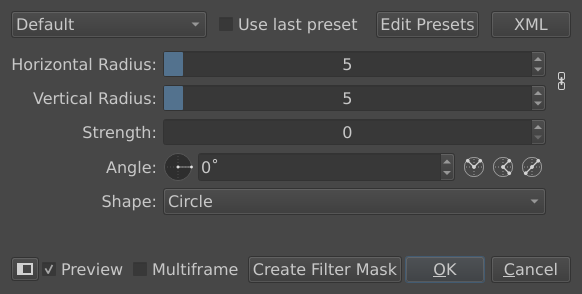 Default Use last preset Edit Presets XML
Horizontal Radius: 5
Vertical Radius: 5
Strength: 0
Angle: 0°
Shape: Circle
Preview Multiframe Create Filter Mask OK Cancel